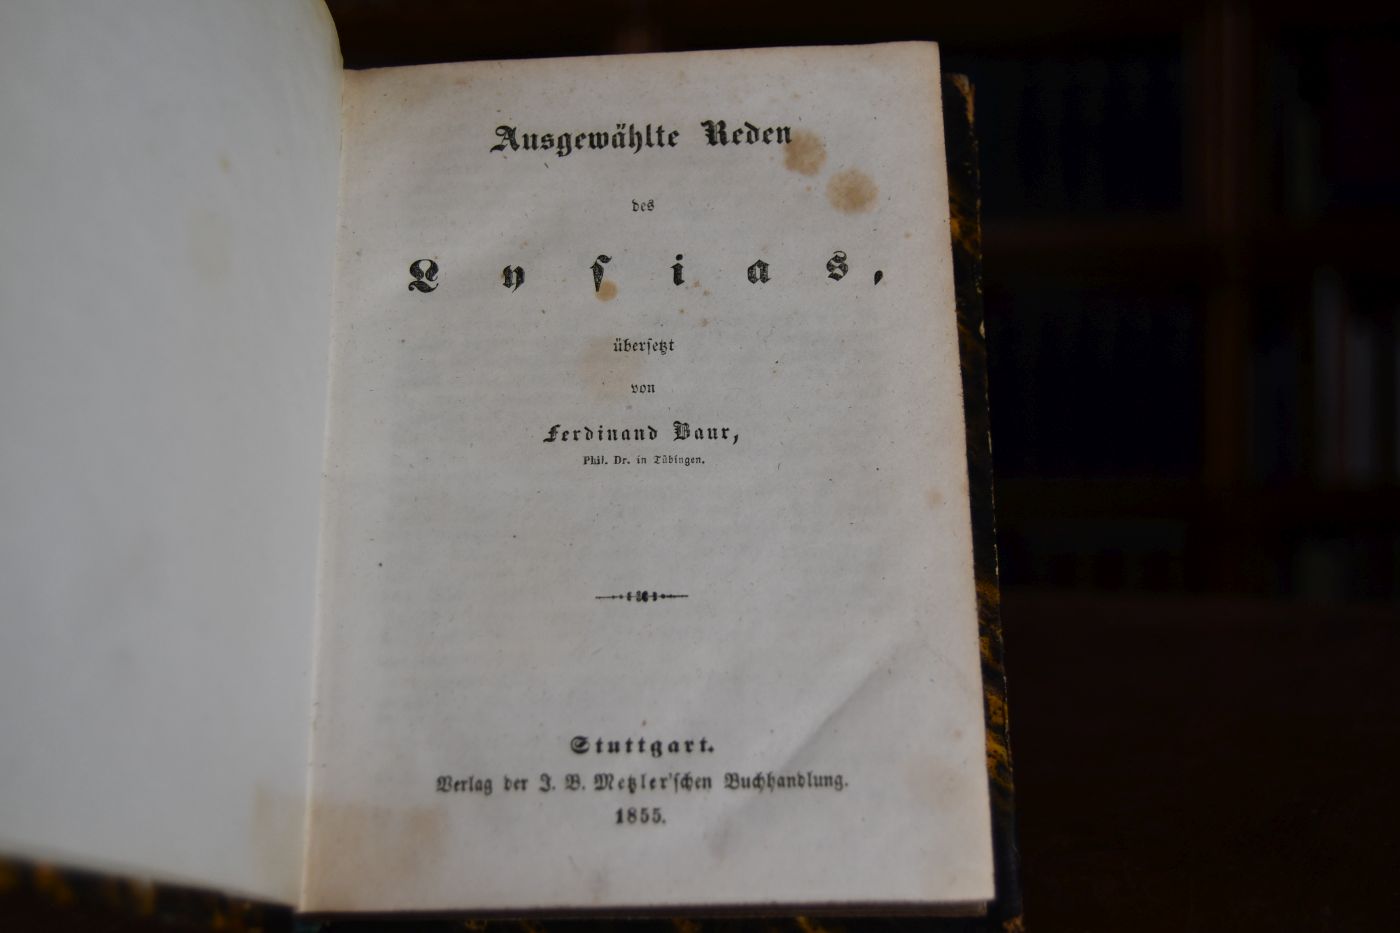 Ausgewählte Reden
des
Lyſias,
überſetzt
von
Ferdinand Baur,
Phil. Dr. in Tübingen.
Stuttgart.
Verlag der J. B. Metzler'ſchen Buchhandlung.
1855.